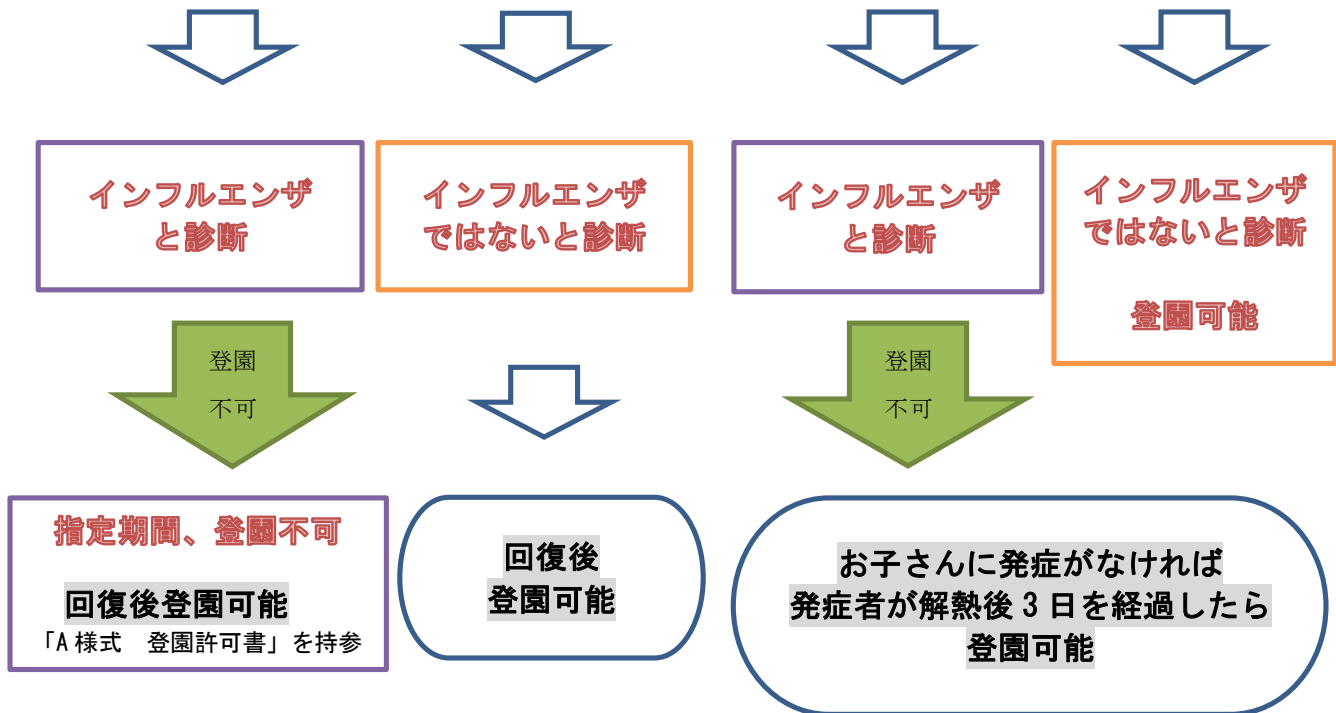 インフルエンザ
と診断
インフルエンザ
ではないと診断
インフルエンザ
と診断
インフルエンザ
ではないと診断
登園可能
登園
不可
登園
不可
指定期間、登園不可
回復後登園可能
「A様式　登園許可書」を持参
回復後
登園可能
お子さんに発症がなければ
発症者が解熱後3日を経過したら
登園可能